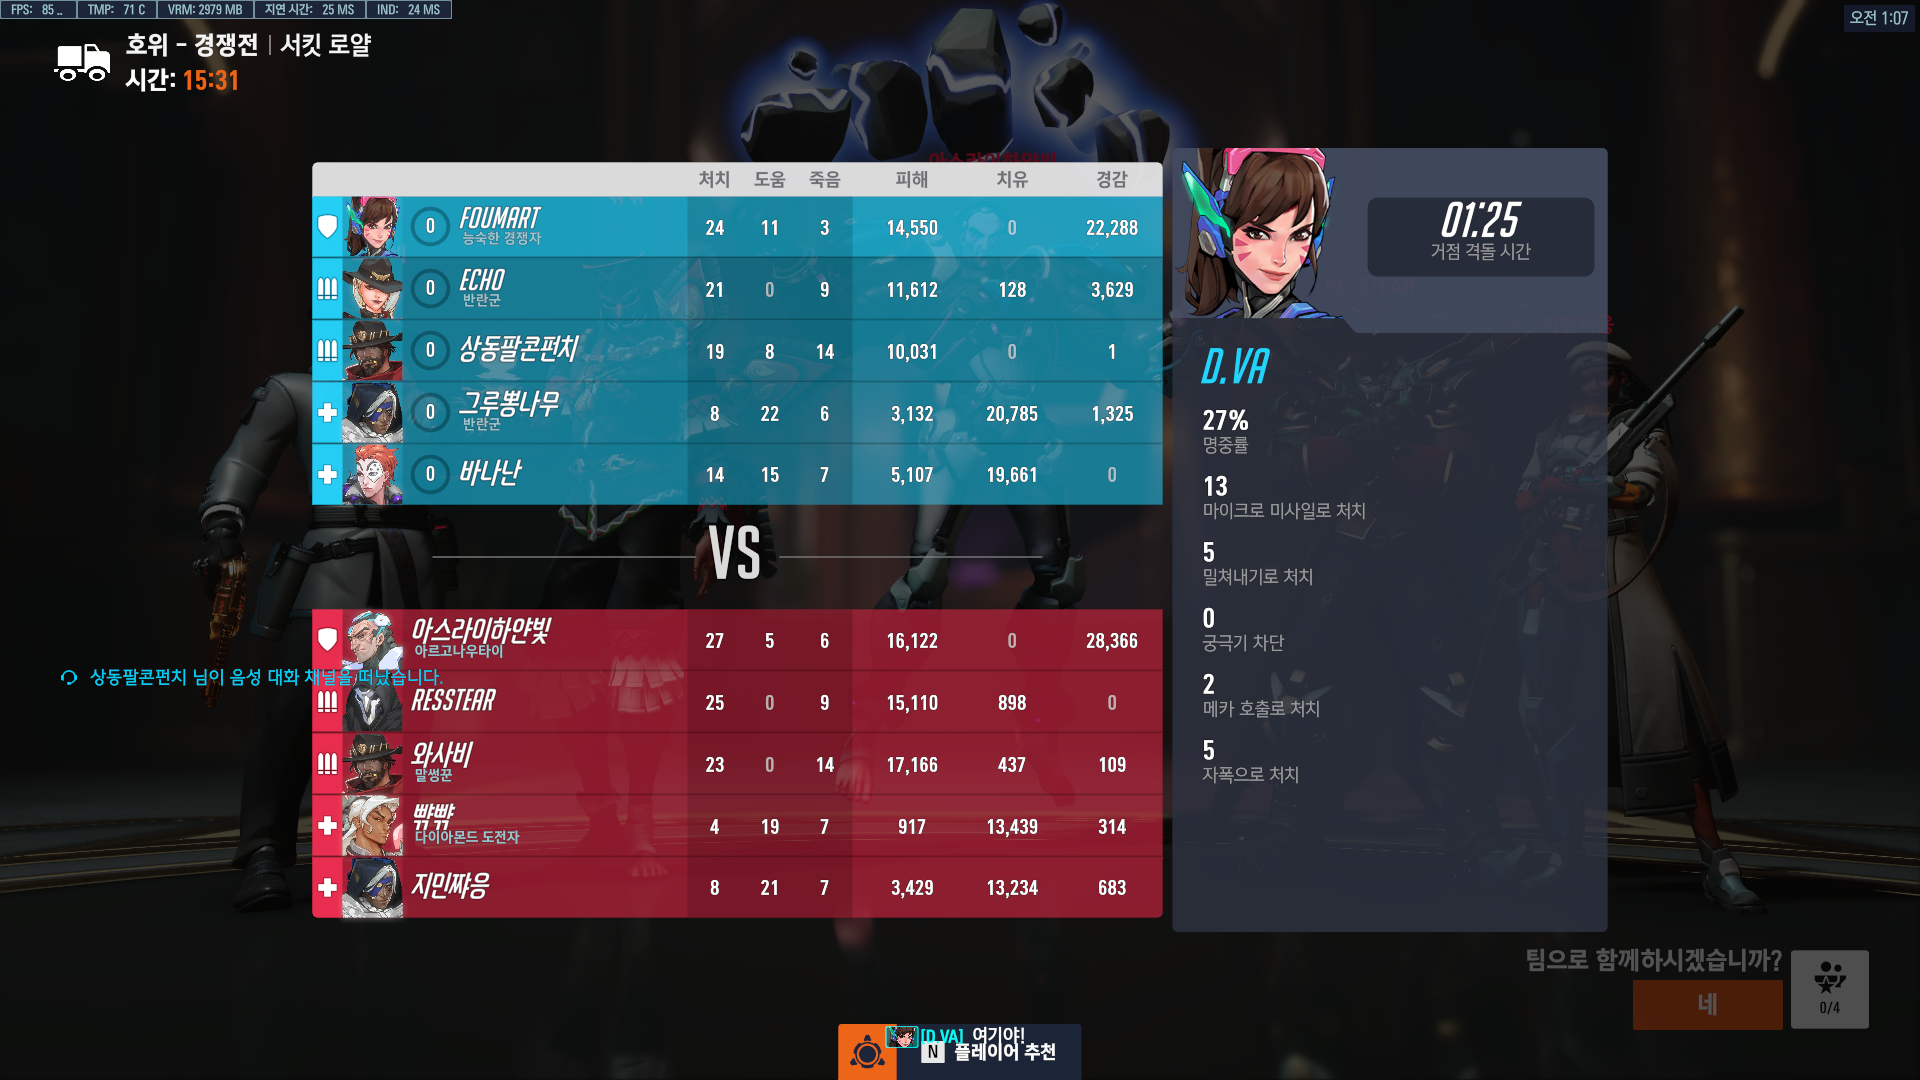 FPS: 85 .. TMP: 71 C VRM: 2979 MB 지연 시간: 25 MS IND: 24 MS
오전 1:07
호위 - 경쟁전 | 서킷 로얄
시간: 15:31
처치 도움 죽음 피해 치유 경감
0 FOUMART 24 11 3 14,550 0 22,288
능숙한 경쟁자
0 ECHO 21 0 9 11,612 128 3,629
반란군
0 상동팔콘펀치 19 8 14 10,031 0 1
0 그루뽕나무 8 22 6 3,132 20,785 1,325
반란군
0 바나난 14 15 7 5,107 19,661 0
VS
아스라이하얀빛 27 5 6 16,122 0 28,366
아르고나우타이
상동팔콘펀치 님이 음성 대화 채널을 떠났습니다.
RESSTEAR 25 0 9 15,110 898 0
와사비 23 0 14 17,166 437 109
말썽꾼
뺚뺚 4 19 7 917 13,439 314
다이아몬드 도전자
지민짜응 8 21 7 3,429 13,234 683
01:25
거점 격돌 시간
D.VA
27%
명중률
13
마이크로 미사일로 처치
5
밀쳐내기로 처치
0
궁극기 차단
2
메카 호출로 처치
5
자폭으로 처치
팀으로 함께하시겠습니까?
네
0/4
[D.VA] 여기야!
N 플레이어 추천